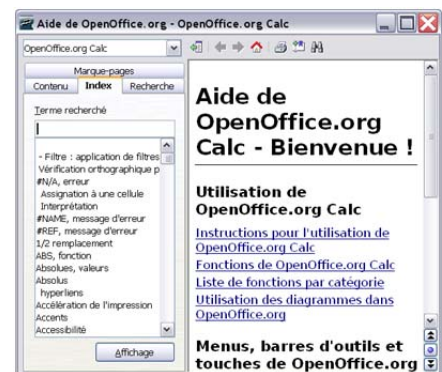 Aide de OpenOffice.org - OpenOffice.org Calc
OpenOffice.org Calc
Marque-pages
Contenu Index Recherche
Terme recherché
- Filtre : application de filtres
Vérification orthographique p
#N/A, erreur
Assignation à une cellule
Interprétation
#NAME, message d'erreur
#REF, message d'erreur
1/2 remplacement
ABS, fonction
Absolues, valeurs
Absolus
hyperliens
Accélération de l'impression
Accents
Accessibilité
Affichage
Aide de
OpenOffice.org
Calc - Bienvenue !
Utilisation de
OpenOffice.org Calc
Instructions pour l'utilisation de
OpenOffice.org Calc
Fonctions de OpenOffice.org Calc
Liste de fonctions par catégorie
Utilisation des diagrammes dans
OpenOffice.org
Menus, barres d'outils et
touches de OpenOffice.org